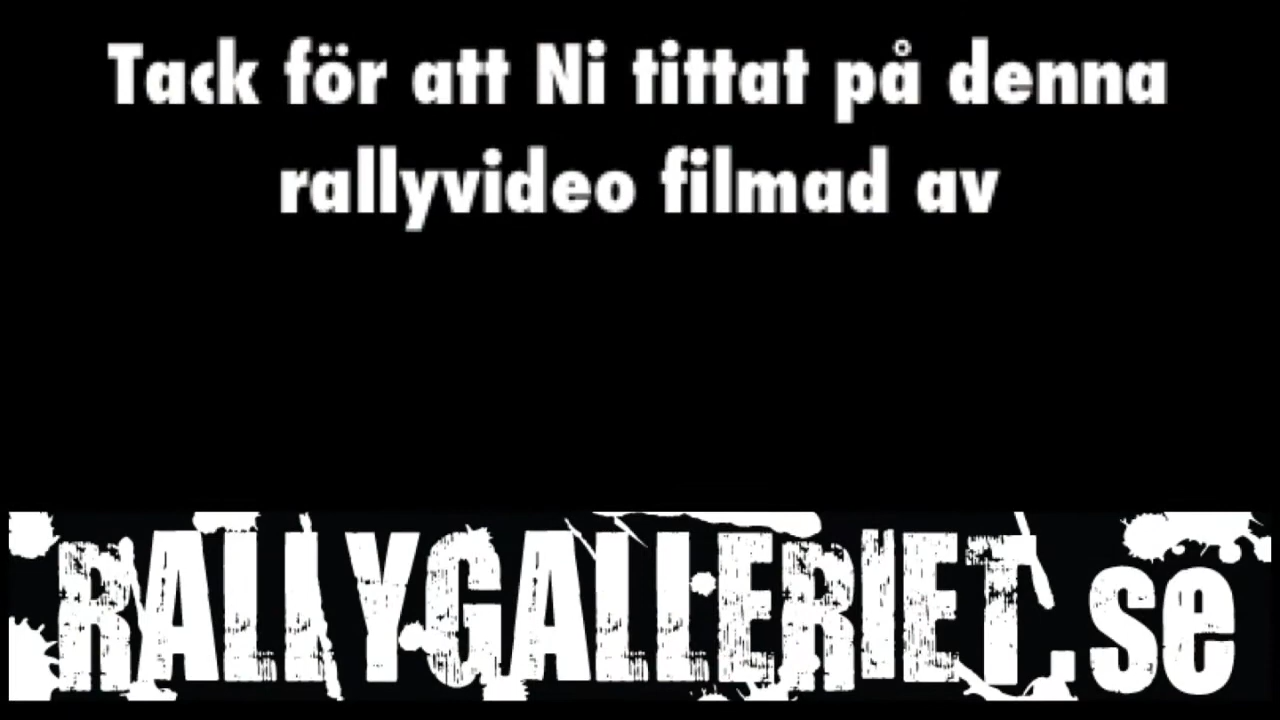 Tack för att Ni tittat på denna
rallyvideo filmad av
RALLYGALLERIET.se